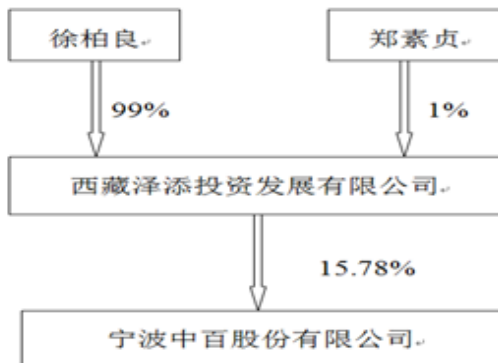 徐柏良
郑素贞
99%
1%
西藏泽添投资发展有限公司
15.78%
宁波中百股份有限公司